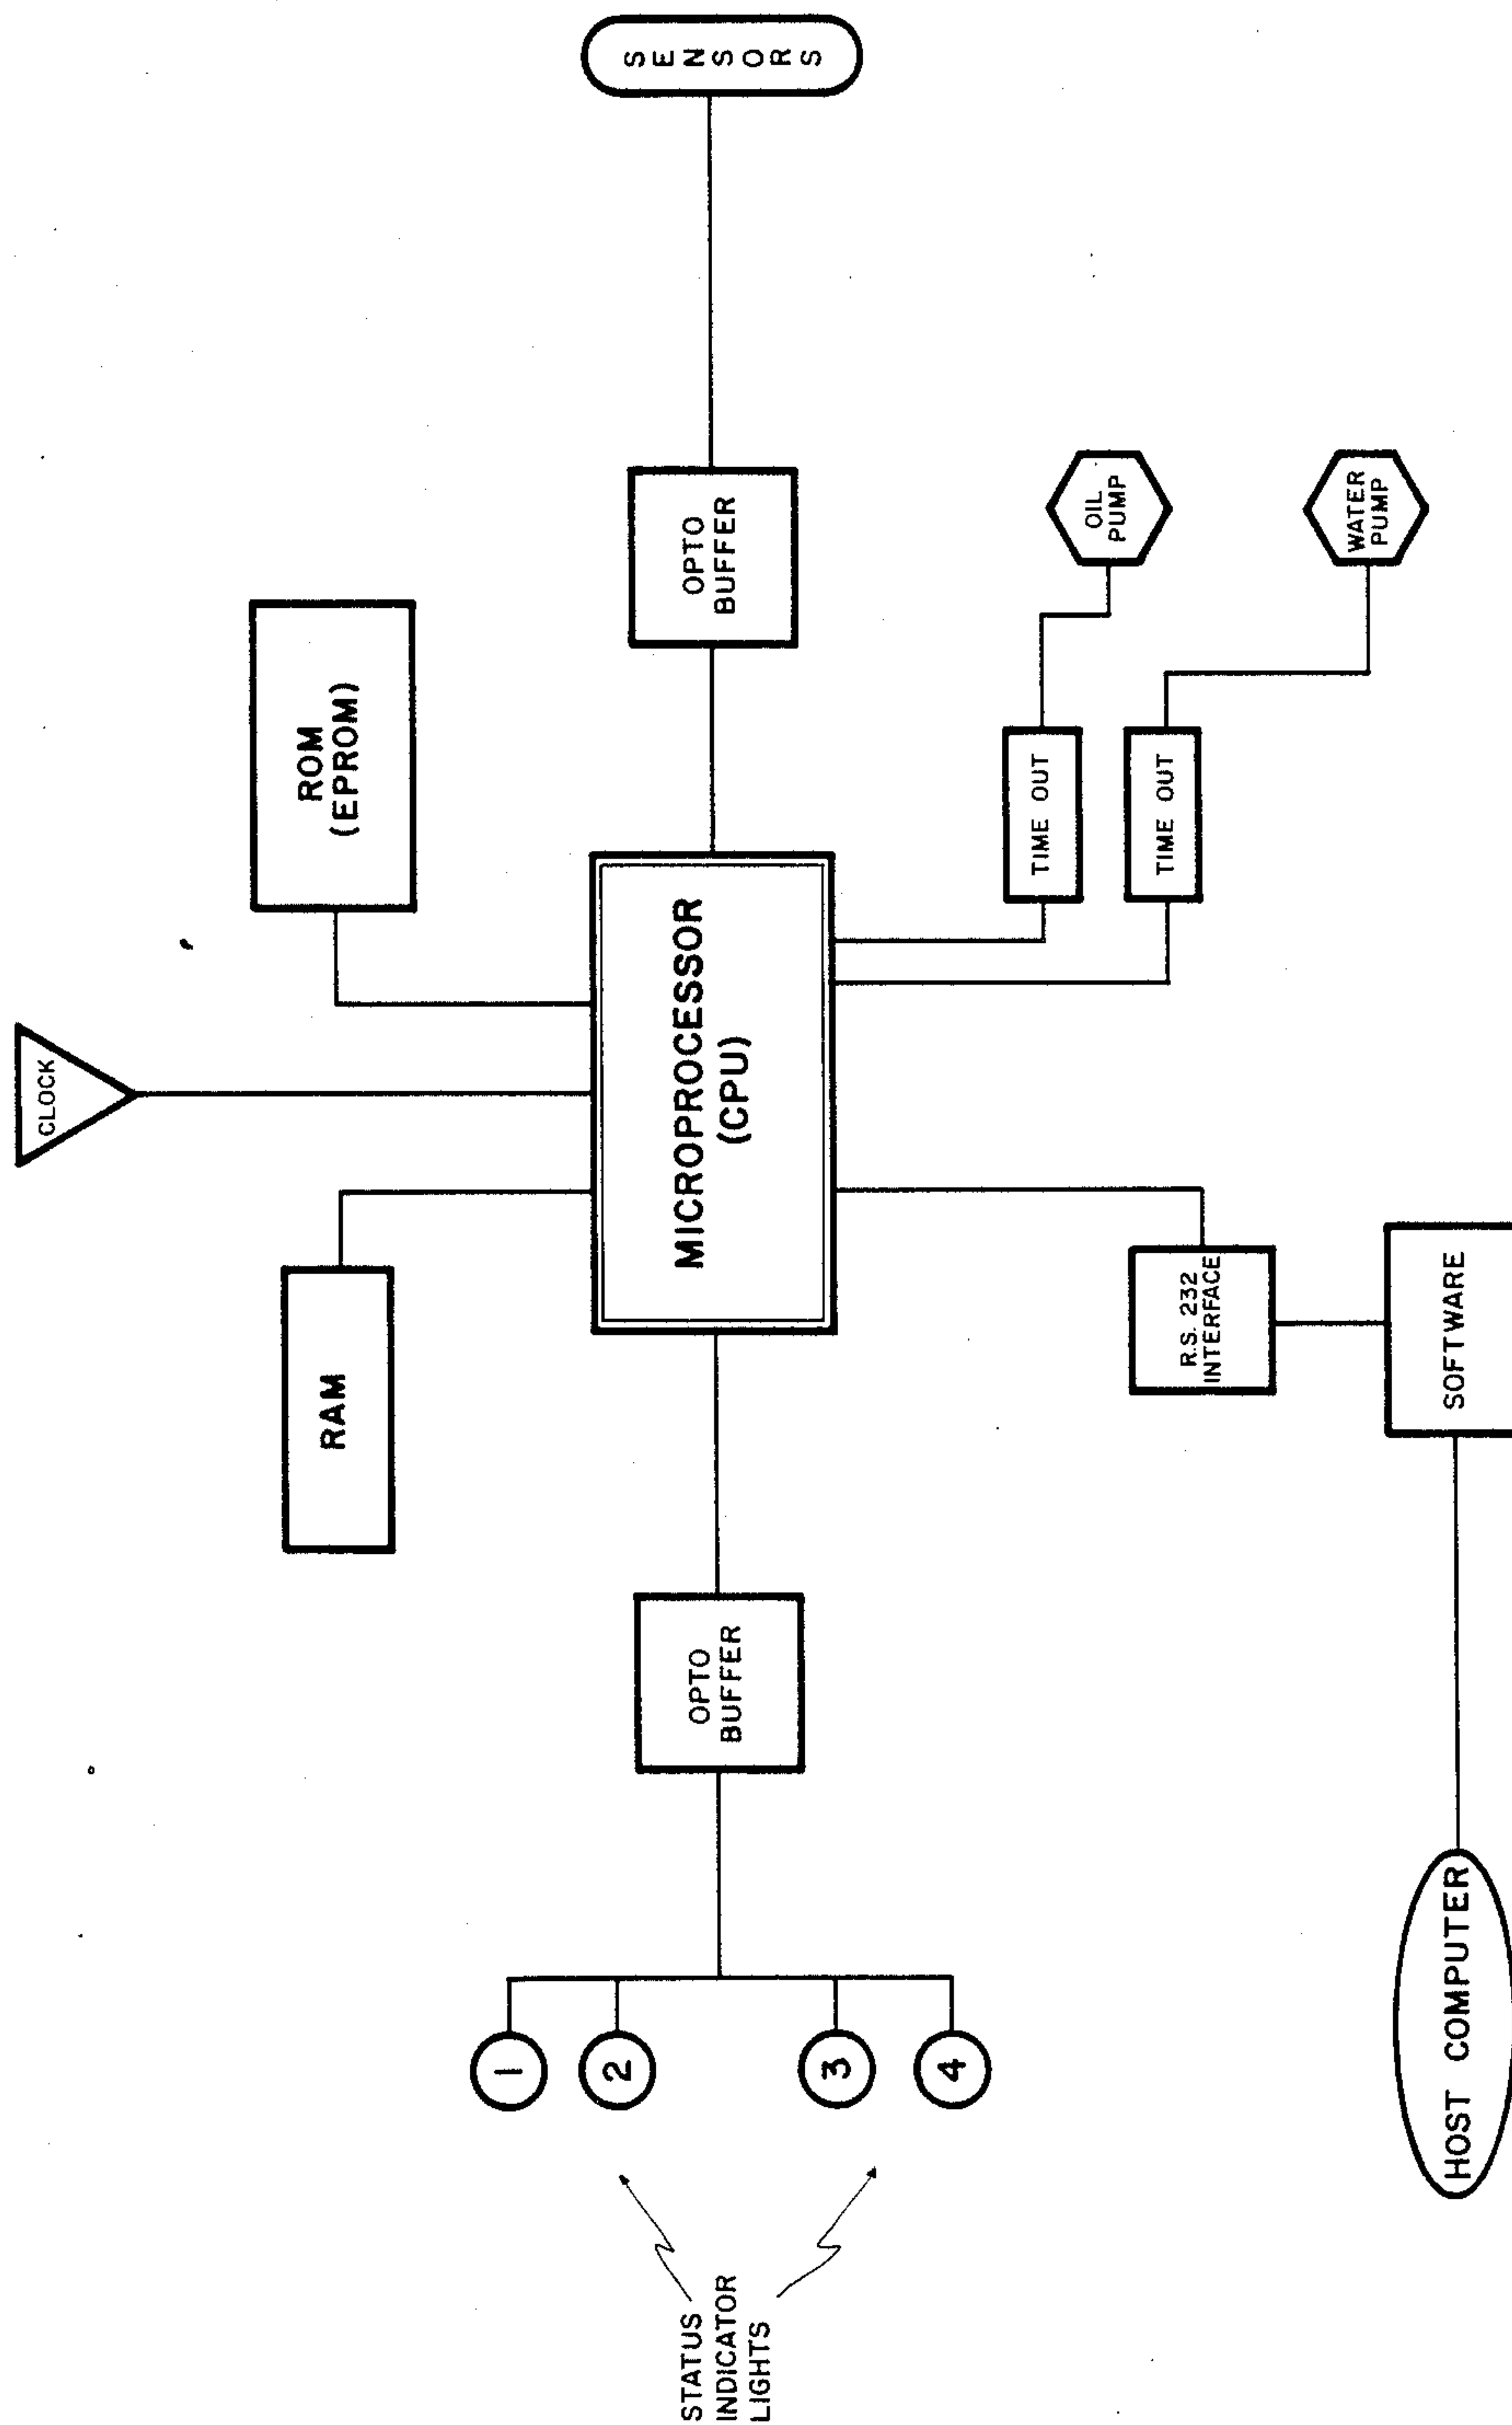 CLOCK
RAM
ROM
(EPROM)
STATUS
INDICATOR
LIGHTS
1
2
3
4
OPTO
BUFFER
MICROPROCESSOR
(CPU)
OPTO
BUFFER
SENSORS
TIME OUT
OIL
PUMP
TIME OUT
WATER
PUMP
R.S. 232
INTERFACE
SOFTWARE
HOST COMPUTER